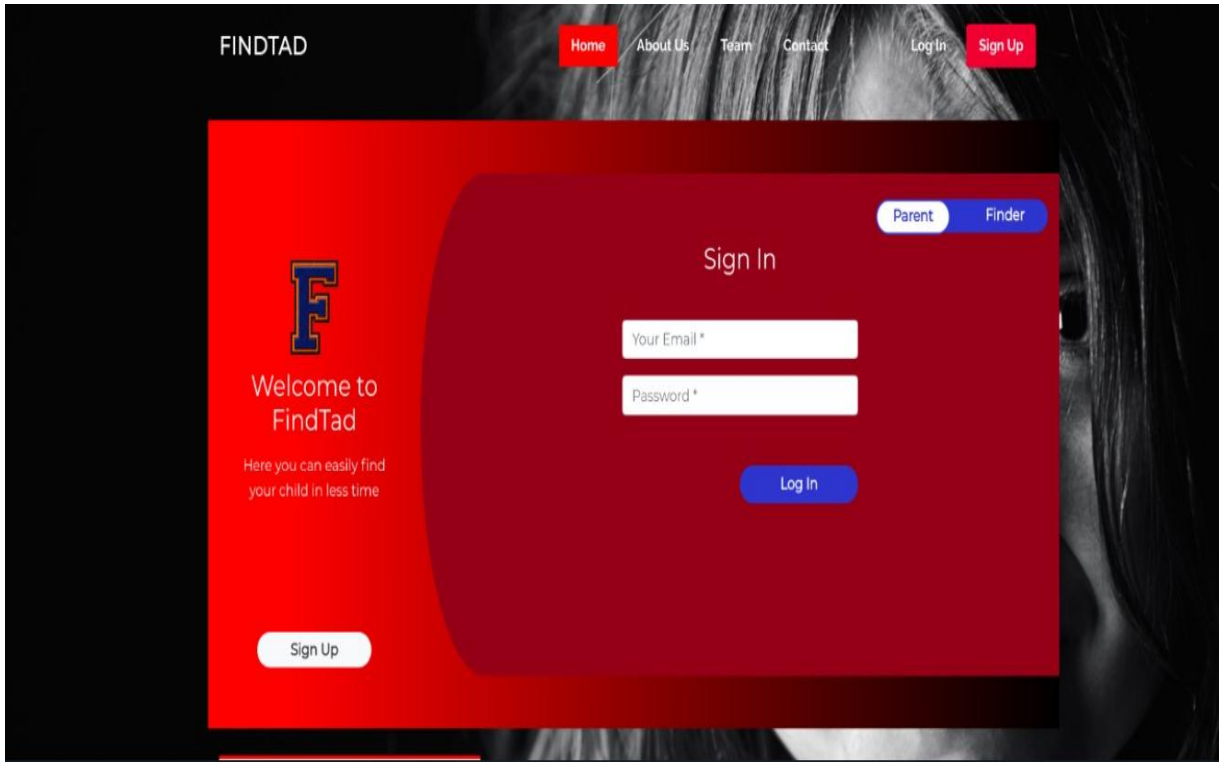 FINDTAD
Home About Us Team Contact Log In Sign Up
Parent Finder
Sign In
F
Your Email *
Welcome to
FindTad
Password *
Here you can easily find
your child in less time
Log In
Sign Up